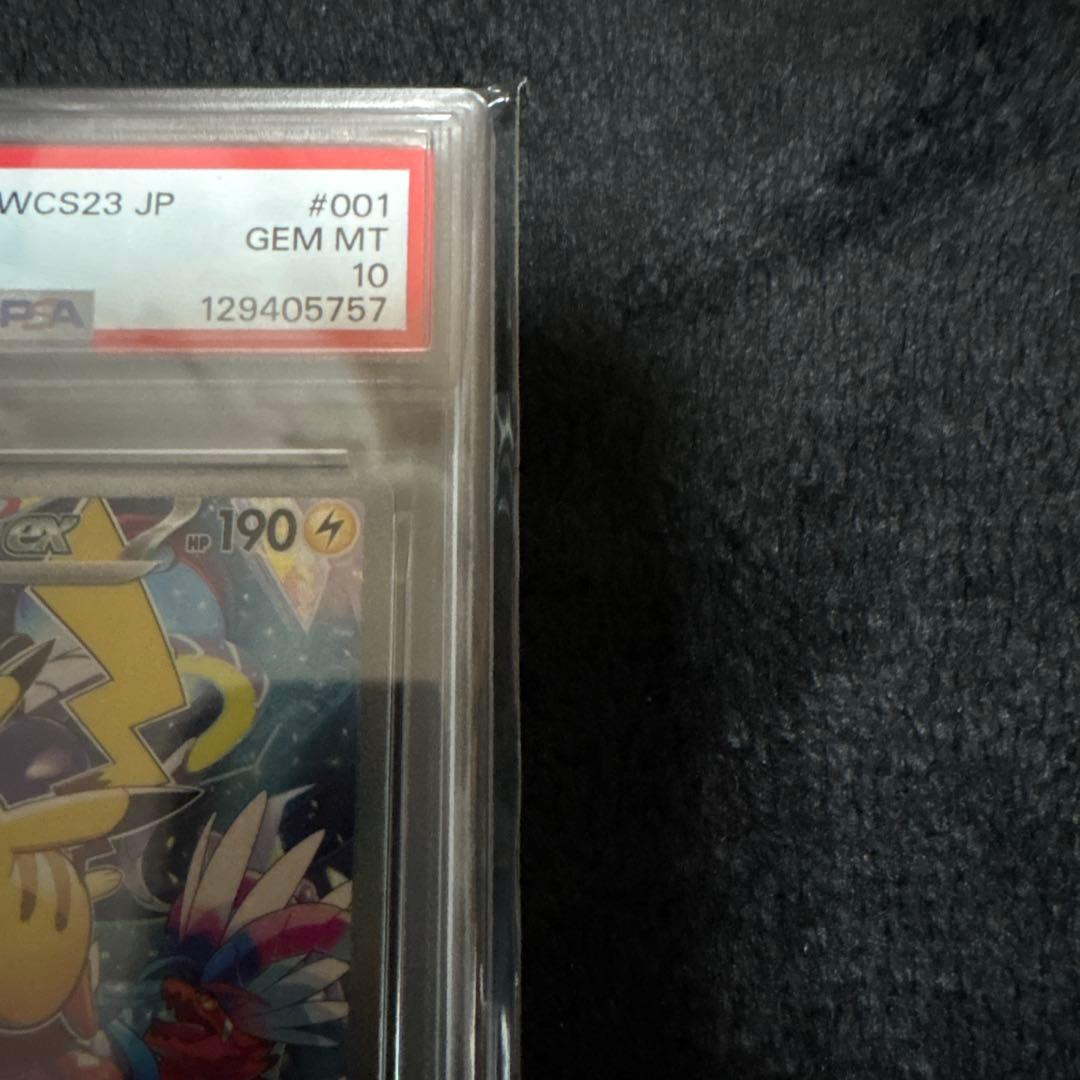 WCS23 JP #001
GEM MT
10
PSA 129405757
ex HP 190